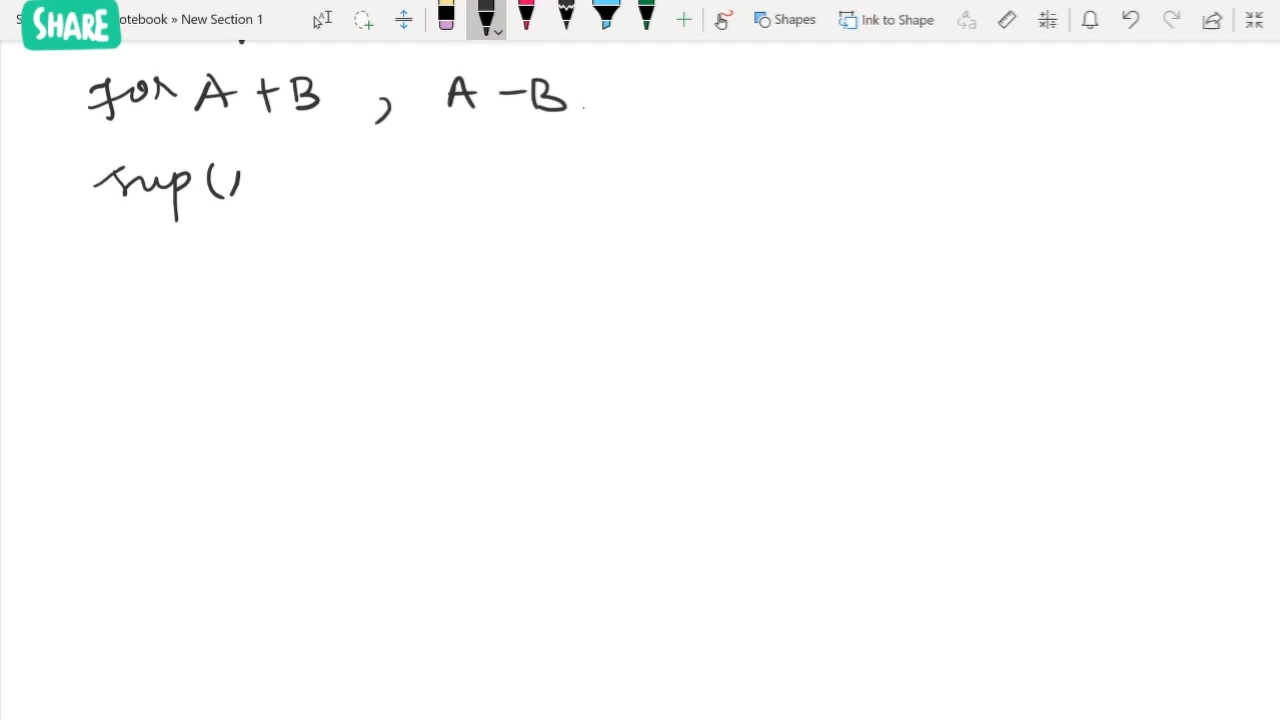 SHARE
otebook » New Section 1 Shapes Ink to Shape
for A + B , A - B
sup (